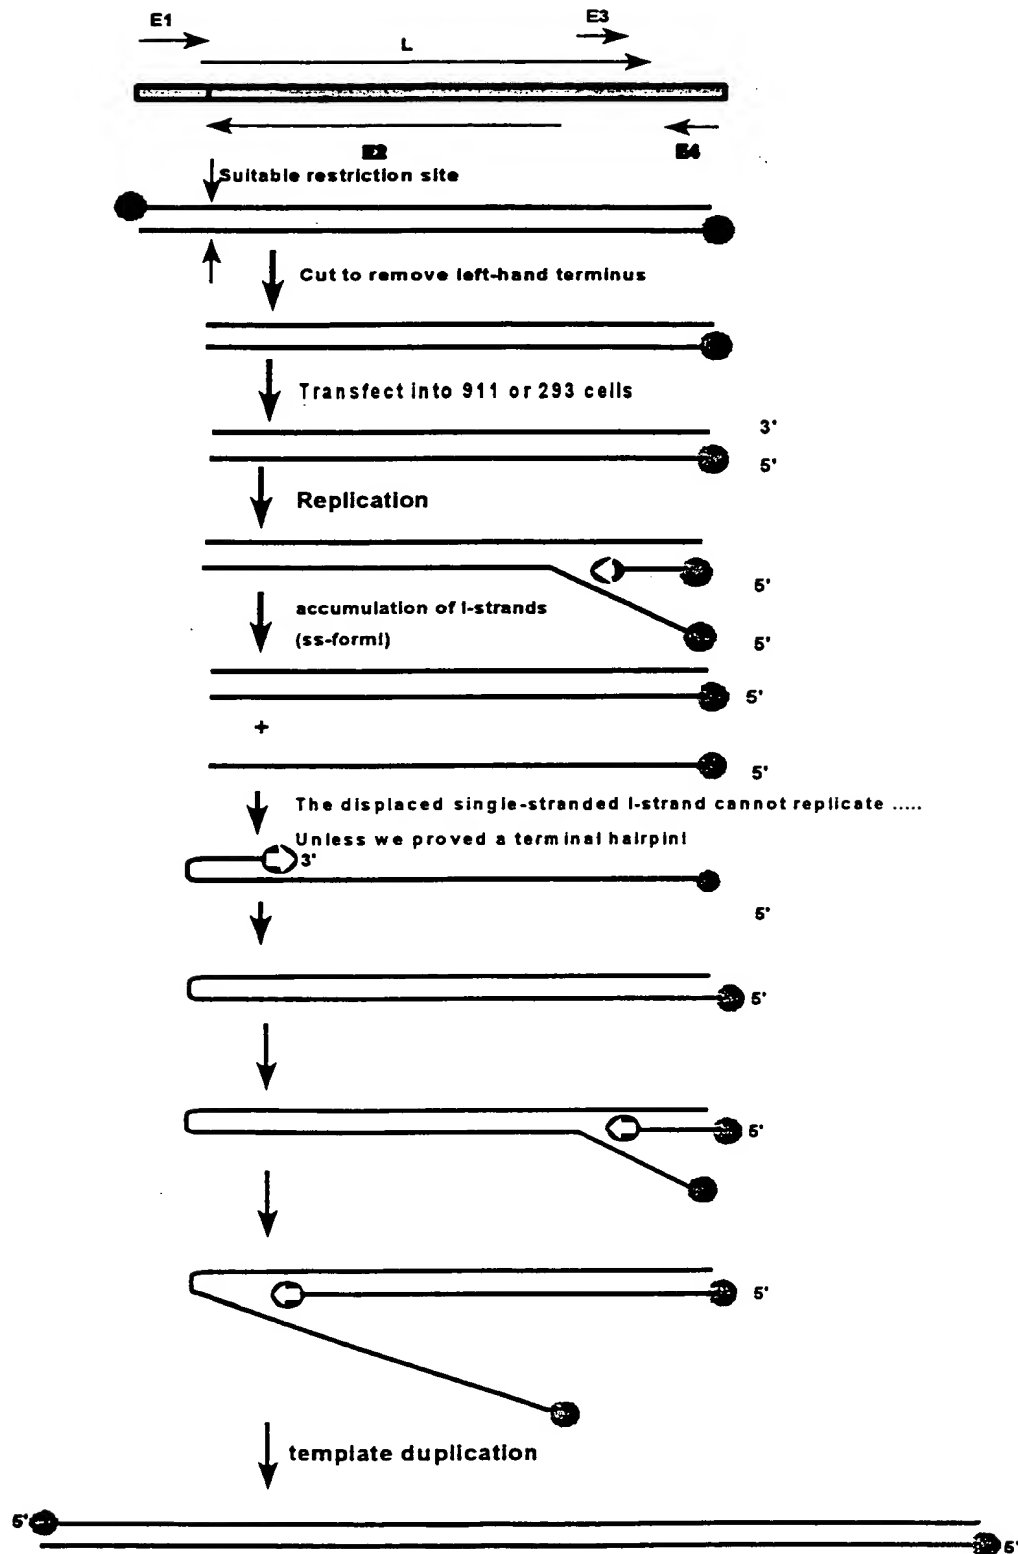 E1
E3
L
E2
E4
Suitable restriction site
Cut to remove left-hand terminus
Transfect into 911 or 293 cells
3'
5'
Replication
5'
accumulation of l-strands
(ss-form!)
5'
5'
+
5'
The displaced single-stranded l-strand cannot replicate .....
Unless we proved a terminal hairpin!
3'
5'
5'
5'
5'
template duplication
5'
5'